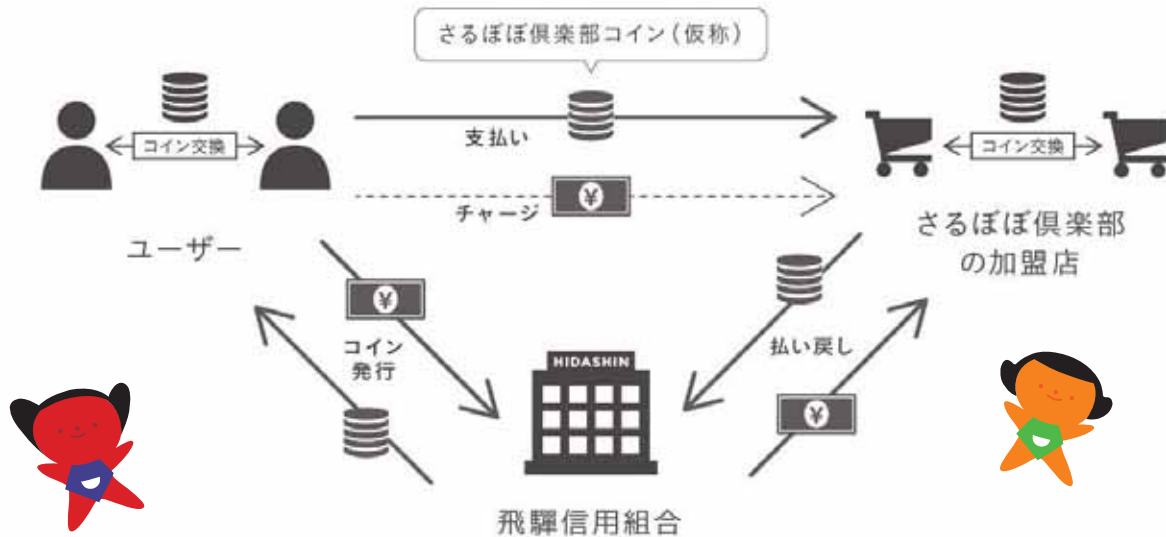 さるぼぼ倶楽部コイン(仮称)
コイン交換
支払い
コイン交換
¥
チャージ
ユーザー
さるぼぼ倶楽部
の加盟店
¥
コイン
発行
HIDASHIN
払い戻し
¥
飛驒信用組合